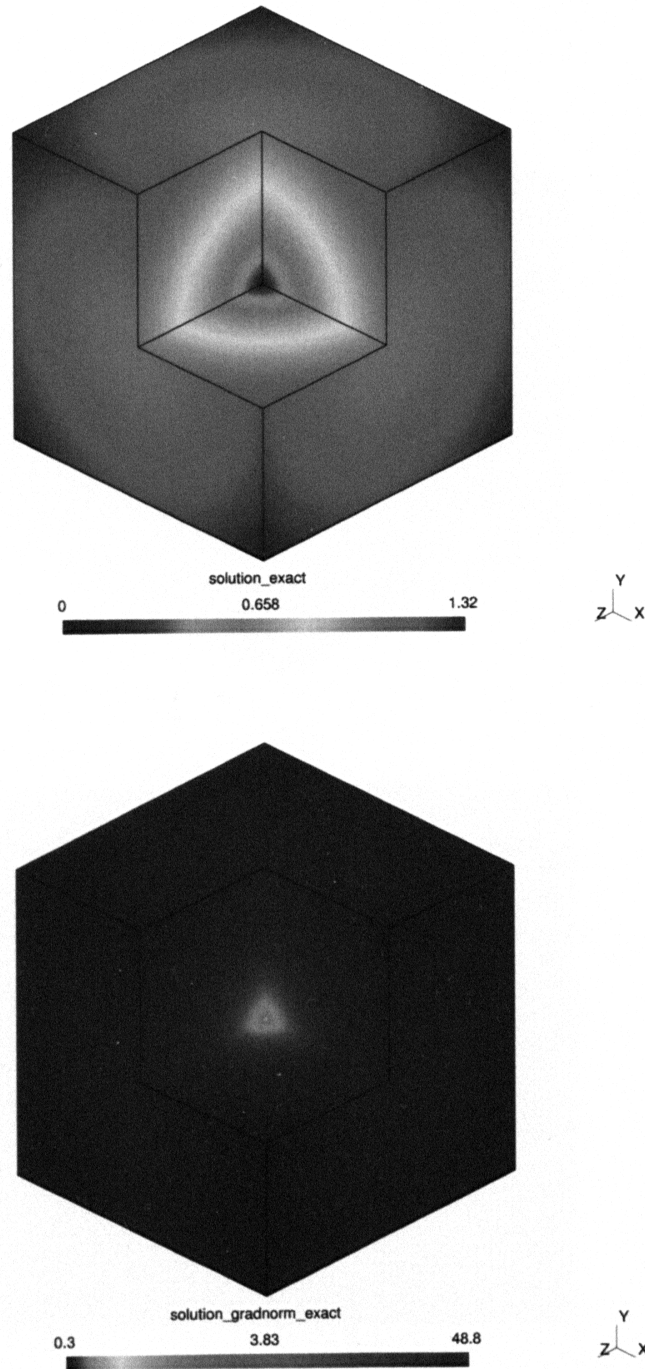 solution_exact
0 0.658 1.32
Y
Z X
solution_gradnorm_exact
0.3 3.83 48.8
Y
Z X